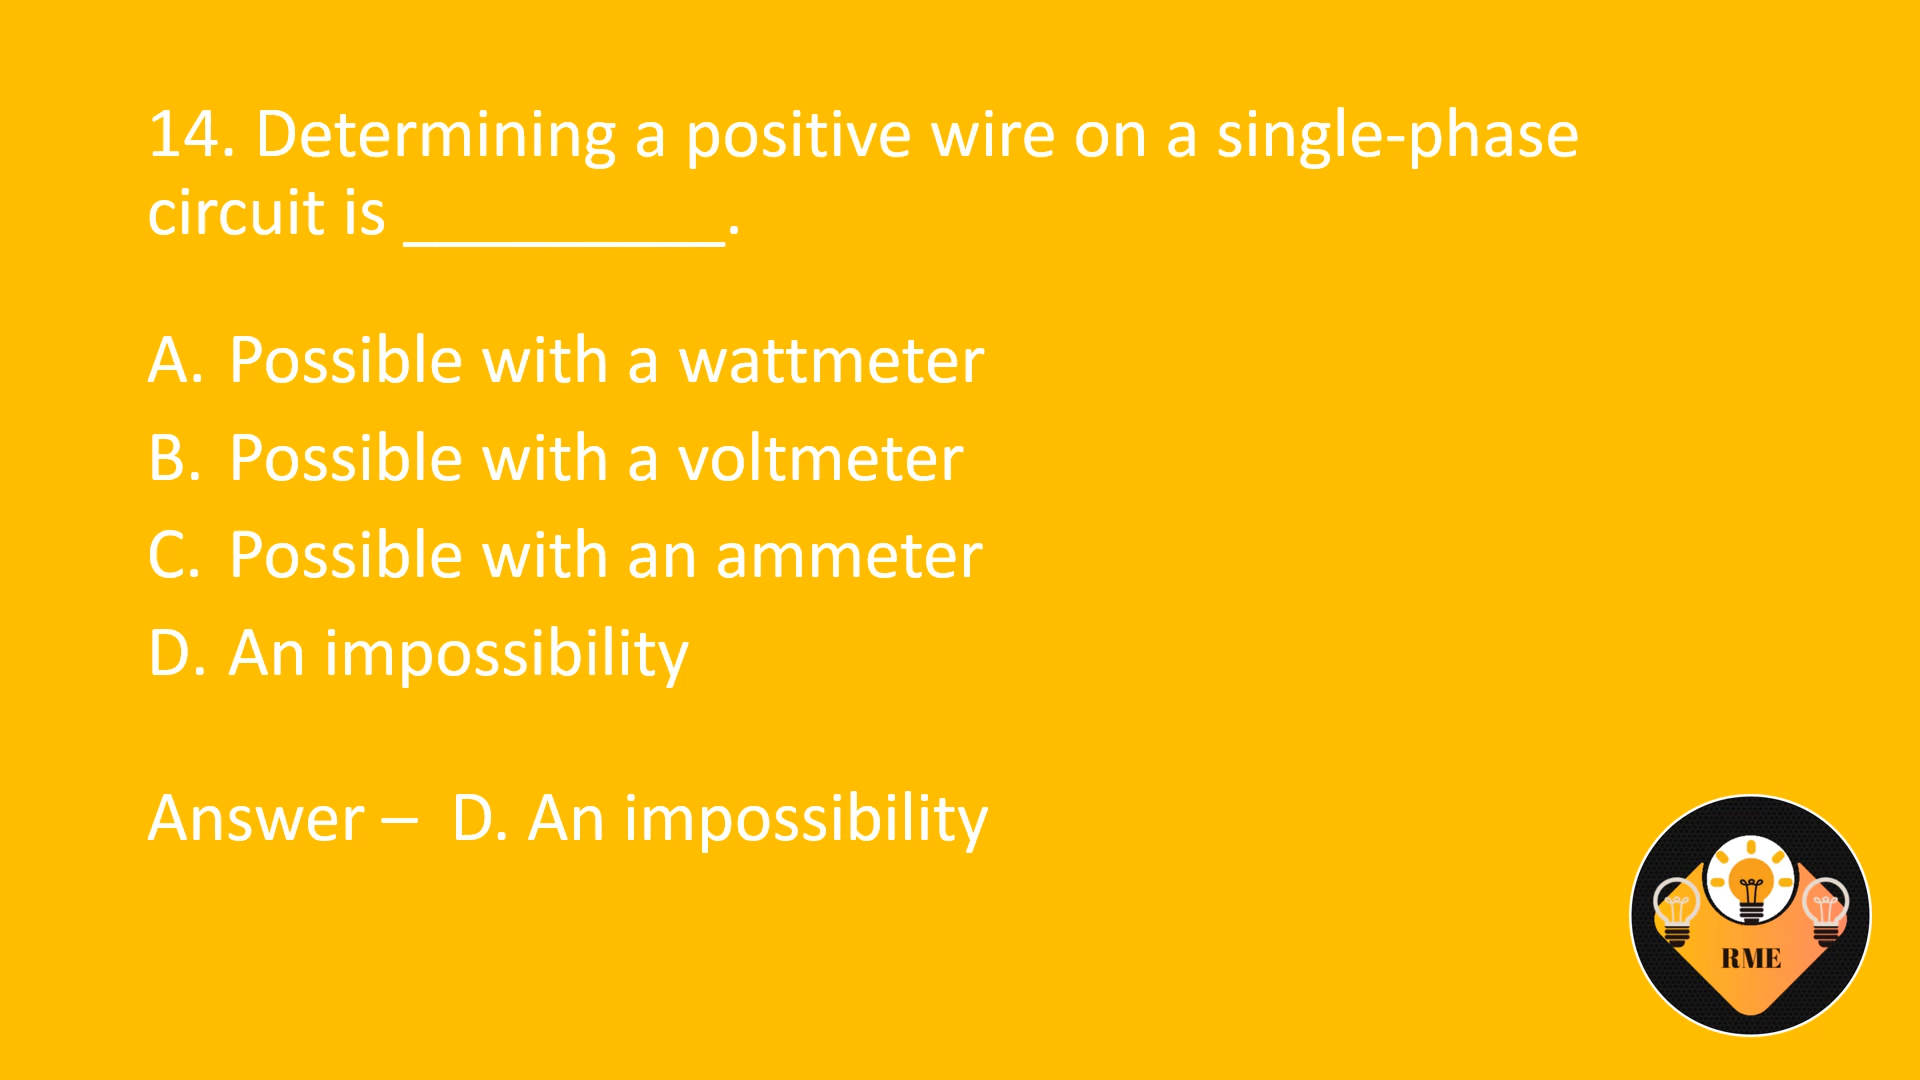 14. Determining a positive wire on a single-phase
circuit is __________.
A. Possible with a wattmeter
B. Possible with a voltmeter
C. Possible with an ammeter
D. An impossibility
Answer – D. An impossibility
RME